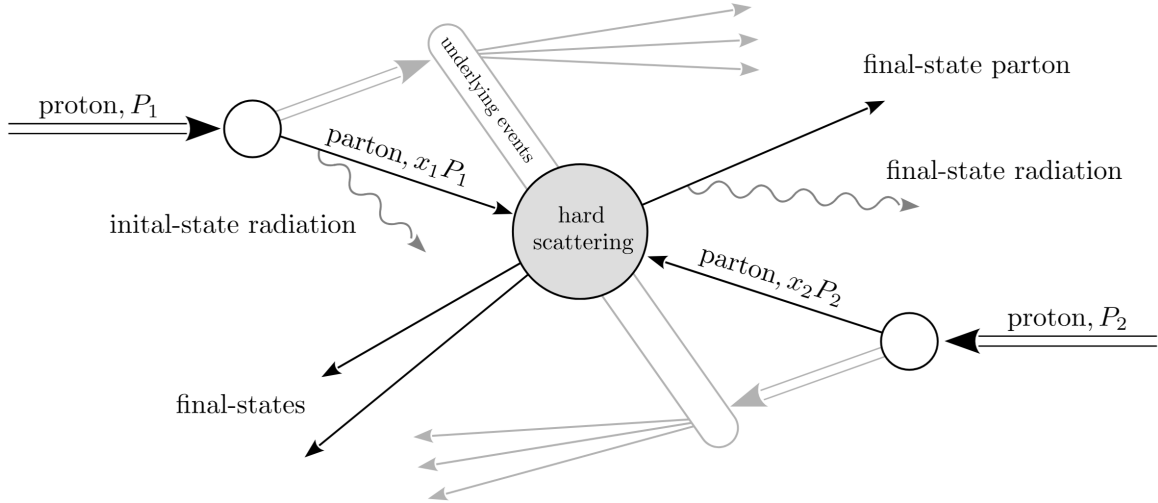 underlying events
final-state parton
proton, P₁
parton, x₁P₁
final-state radiation
inital-state radiation
hard
scattering
parton, x₂P₂
proton, P₂
final-states